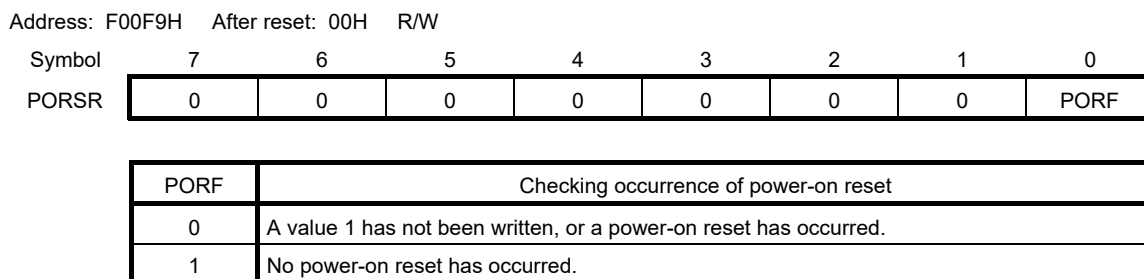 Address: F00F9H After reset: 00H R/W
Symbol 7 6 5 4 3 2 1 0
PORSR 0 0 0 0 0 0 0 PORF
PORF Checking occurrence of power-on reset
0 A value 1 has not been written, or a power-on reset has occurred.
1 No power-on reset has occurred.